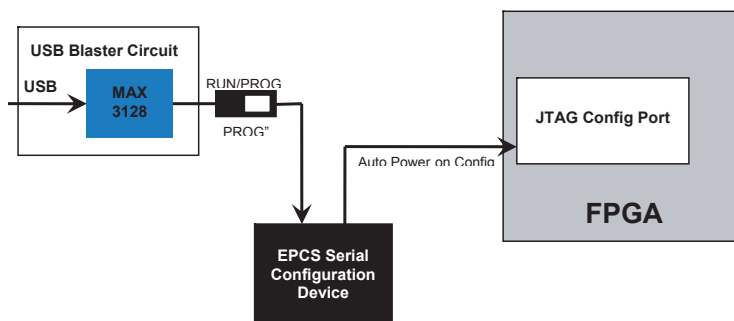 USB Blaster Circuit
USB
MAX
3128
RUN/PROG
PROG”
JTAG Config Port
Auto Power on Config
FPGA
EPCS Serial
Configuration
Device